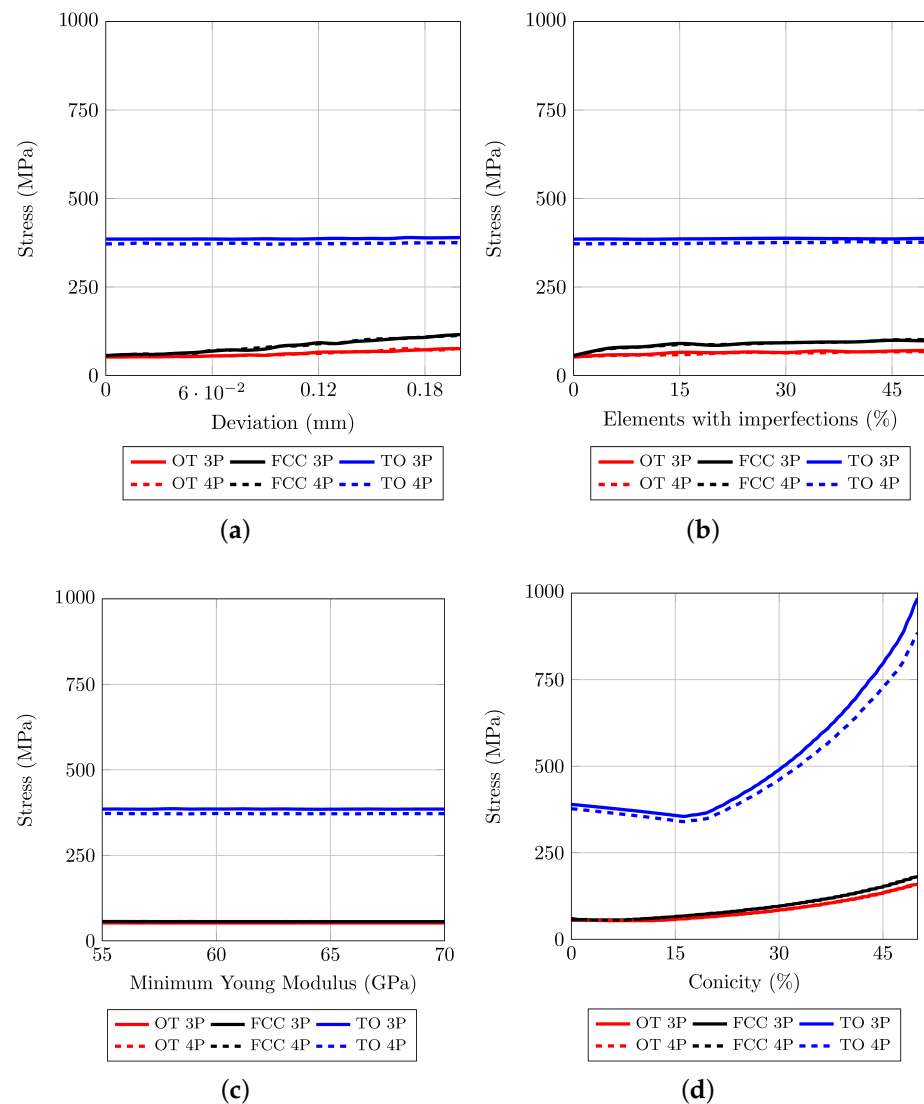 (a)
1000
750
500
250
0
Stress (MPa)
0
6 · 10⁻²
0.12
0.18
Deviation (mm)
OT 3P FCC 3P TO 3P
OT 4P FCC 4P TO 4P
(a)
(b)
1000
750
500
250
0
Stress (MPa)
0
15
30
45
Elements with imperfections (%)
OT 3P FCC 3P TO 3P
OT 4P FCC 4P TO 4P
(b)
(c)
1000
750
500
250
0
Stress (MPa)
55
60
65
70
Minimum Young Modulus (GPa)
OT 3P FCC 3P TO 3P
OT 4P FCC 4P TO 4P
(c)
(d)
1000
750
500
250
0
Stress (MPa)
0
15
30
45
Conicity (%)
OT 3P FCC 3P TO 3P
OT 4P FCC 4P TO 4P
(d)